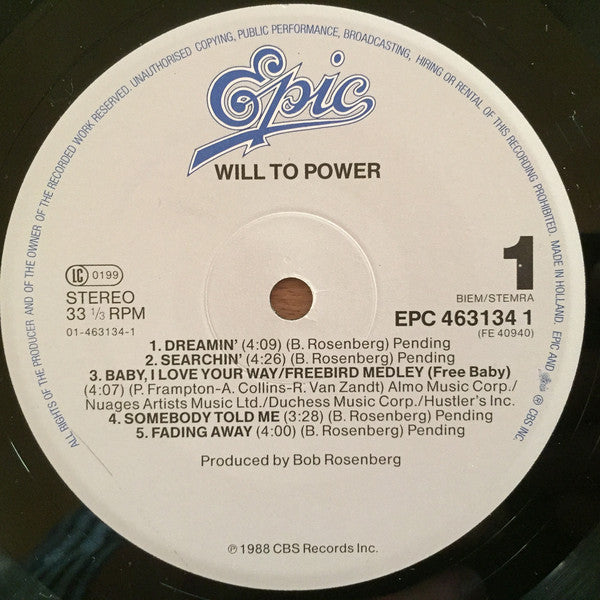 ALL RIGHTS OF THE PRODUCER AND OF THE OWNER OF THE RECORDED WORK RESERVED. UNAUTHORISED COPYING, PUBLIC PERFORMANCE, BROADCASTING, HIRING OR RENTAL OF THIS RECORDING PROHIBITED. MADE IN HOLLAND. EPIC AND ARE ® CBS INC.
Epic
WILL TO POWER
1
LC 0199
STEREO
33 ⅓ RPM
01-463134-1
BIEM/STEMRA
EPC 463134 1
(FE 40940)
1. DREAMIN' (4:09) (B. Rosenberg) Pending
2. SEARCHIN' (4:26) (B. Rosenberg) Pending
3. BABY, I LOVE YOUR WAY/FREEBIRD MEDLEY (Free Baby)
(4:07) (P. Frampton-A. Collins-R. Van Zandt) Almo Music Corp./
Nuages Artists Music Ltd./Duchess Music Corp./Hustler's Inc.
4. SOMEBODY TOLD ME (3:28) (B. Rosenberg) Pending
5. FADING AWAY (4:00) (B. Rosenberg) Pending
Produced by Bob Rosenberg
℗ 1988 CBS Records Inc.